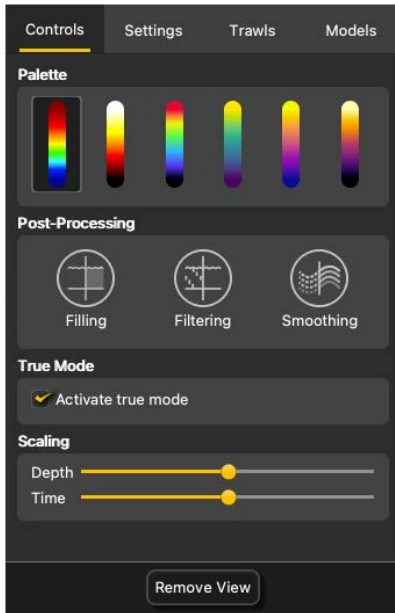 Controls Settings Trawls Models
Palette
Post-Processing
Filling Filtering Smoothing
True Mode
Activate true mode
Scaling
Depth
Time
Remove View